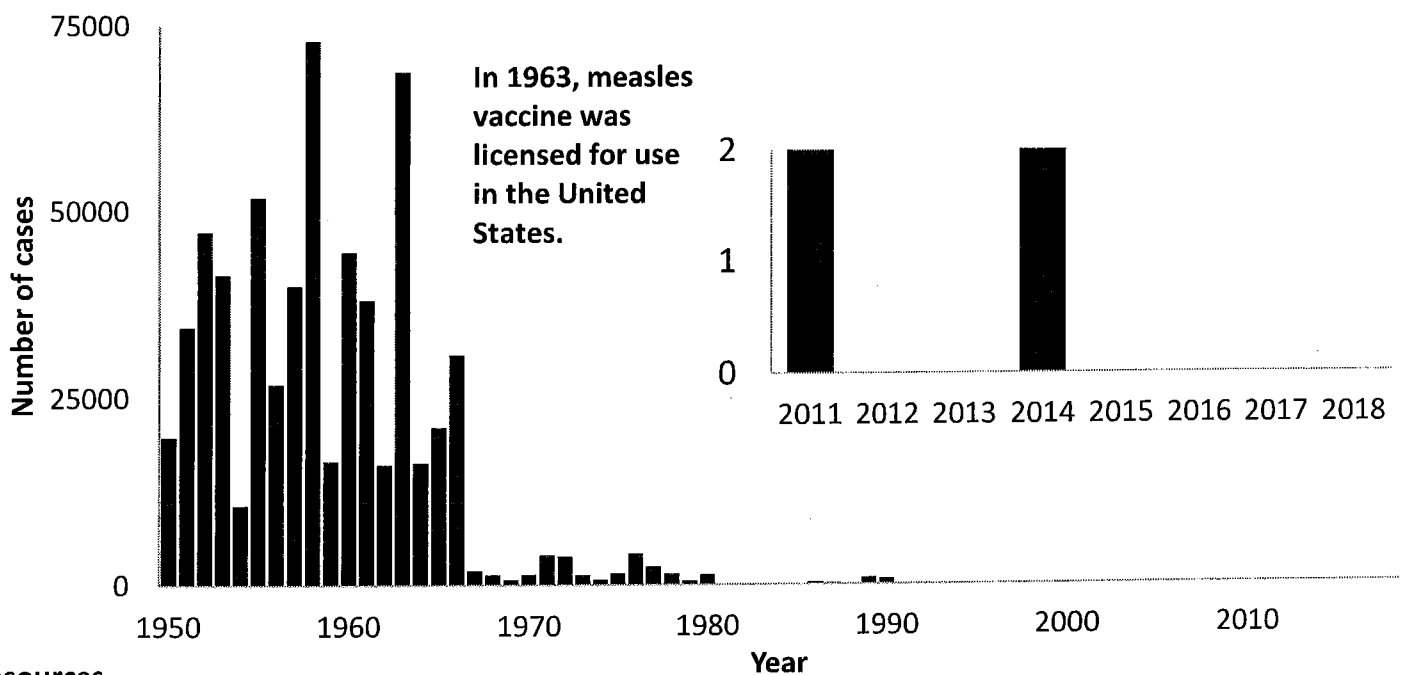 75000
50000
25000
0
Number of cases
In 1963, measles
vaccine was
licensed for use
in the United
States.
2
1
0
2011 2012 2013 2014 2015 2016 2017 2018
1950 1960 1970 1980 1990 2000 2010
Year